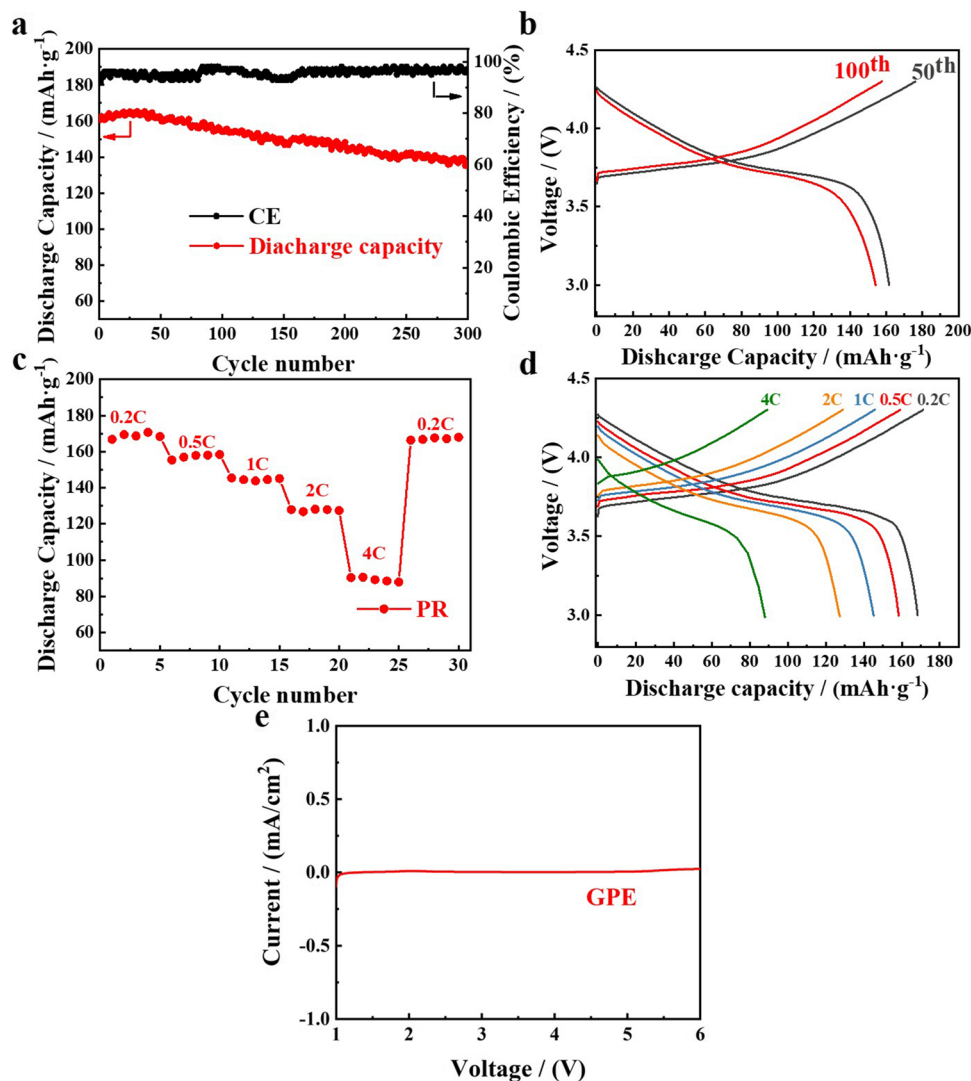 a
200
180
160
140
120
100
80
60
Discharge Capacity / (mAh·g⁻¹)
100
80
60
40
20
Coulombic Efficiency / (%)
CE
Diacharge capacity
0 50 100 150 200 250 300
Cycle number
b
4.5
4.0
3.5
3.0
Voltage / (V)
100th 50th
0 20 40 60 80 100 120 140 160 180 200
Dishcarge Capacity / (mAh·g⁻¹)
c
200
180
160
140
120
100
80
60
Discharge Capacity / (mAh·g⁻¹)
0.2C
0.5C
1C
2C
4C
0.2C
PR
0 5 10 15 20 25 30
Cycle number
d
4.5
4.0
3.5
3.0
Voltage / (V)
4C 2C 1C 0.5C 0.2C
0 20 40 60 80 100 120 140 160 180
Discharge capacity / (mAh·g⁻¹)
e
1.0
0.5
0.0
-0.5
-1.0
Current / (mA/cm²)
GPE
1 2 3 4 5 6
Voltage / (V)